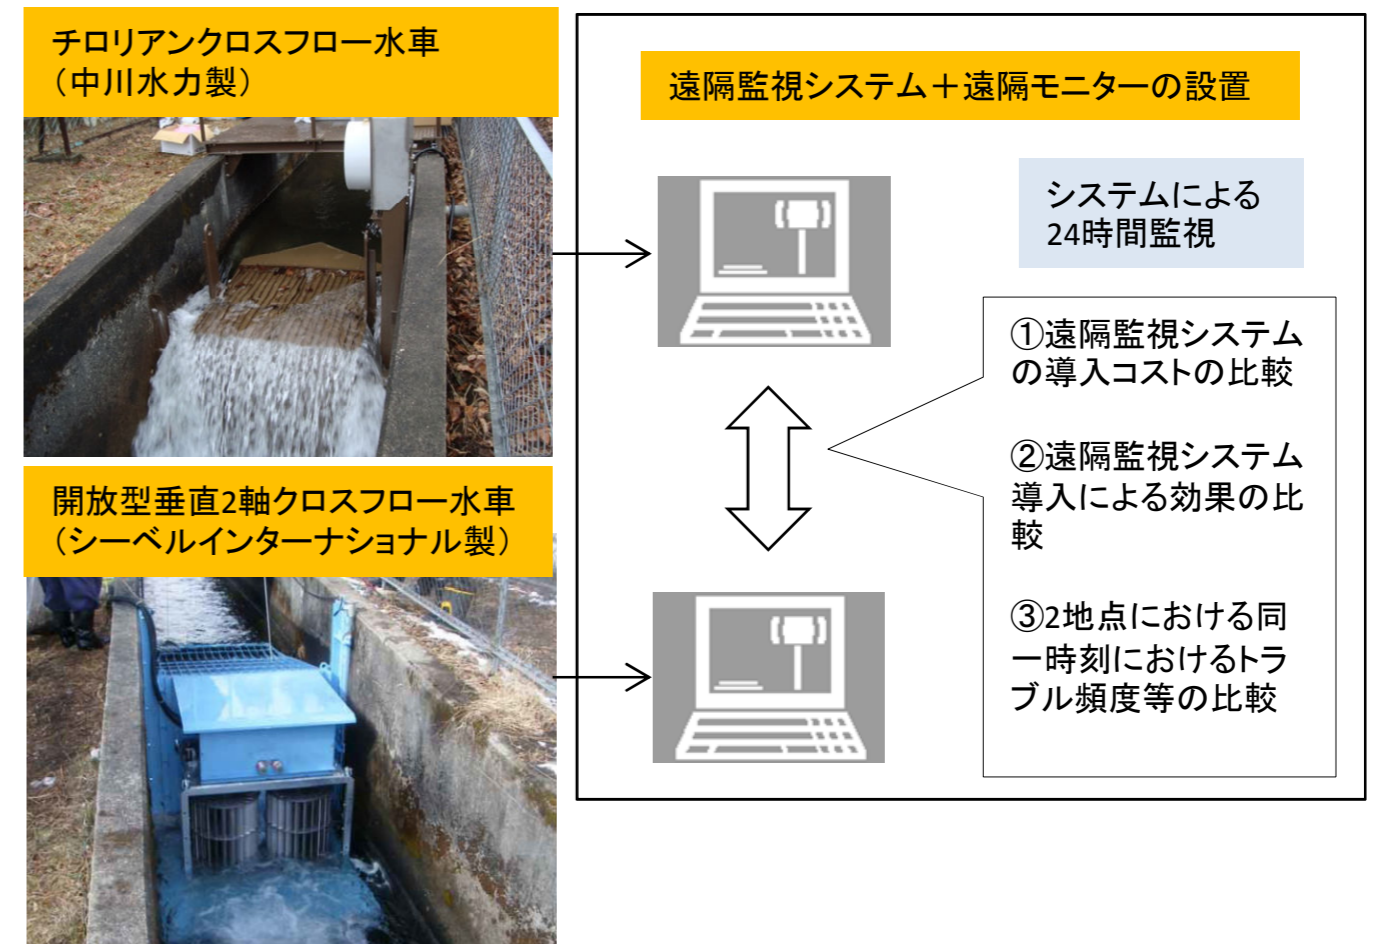 チロリアンクロスフロー水車
（中川水力製）
遠隔監視システム＋遠隔モニターの設置
システムによる
24時間監視
①遠隔監視システム
の導入コストの比較
②遠隔監視システム
導入による効果の比
較
③2地点における同
一時刻におけるトラ
ブル頻度等の比較
開放型垂直2軸クロスフロー水車
（シーベルインターナショナル製）